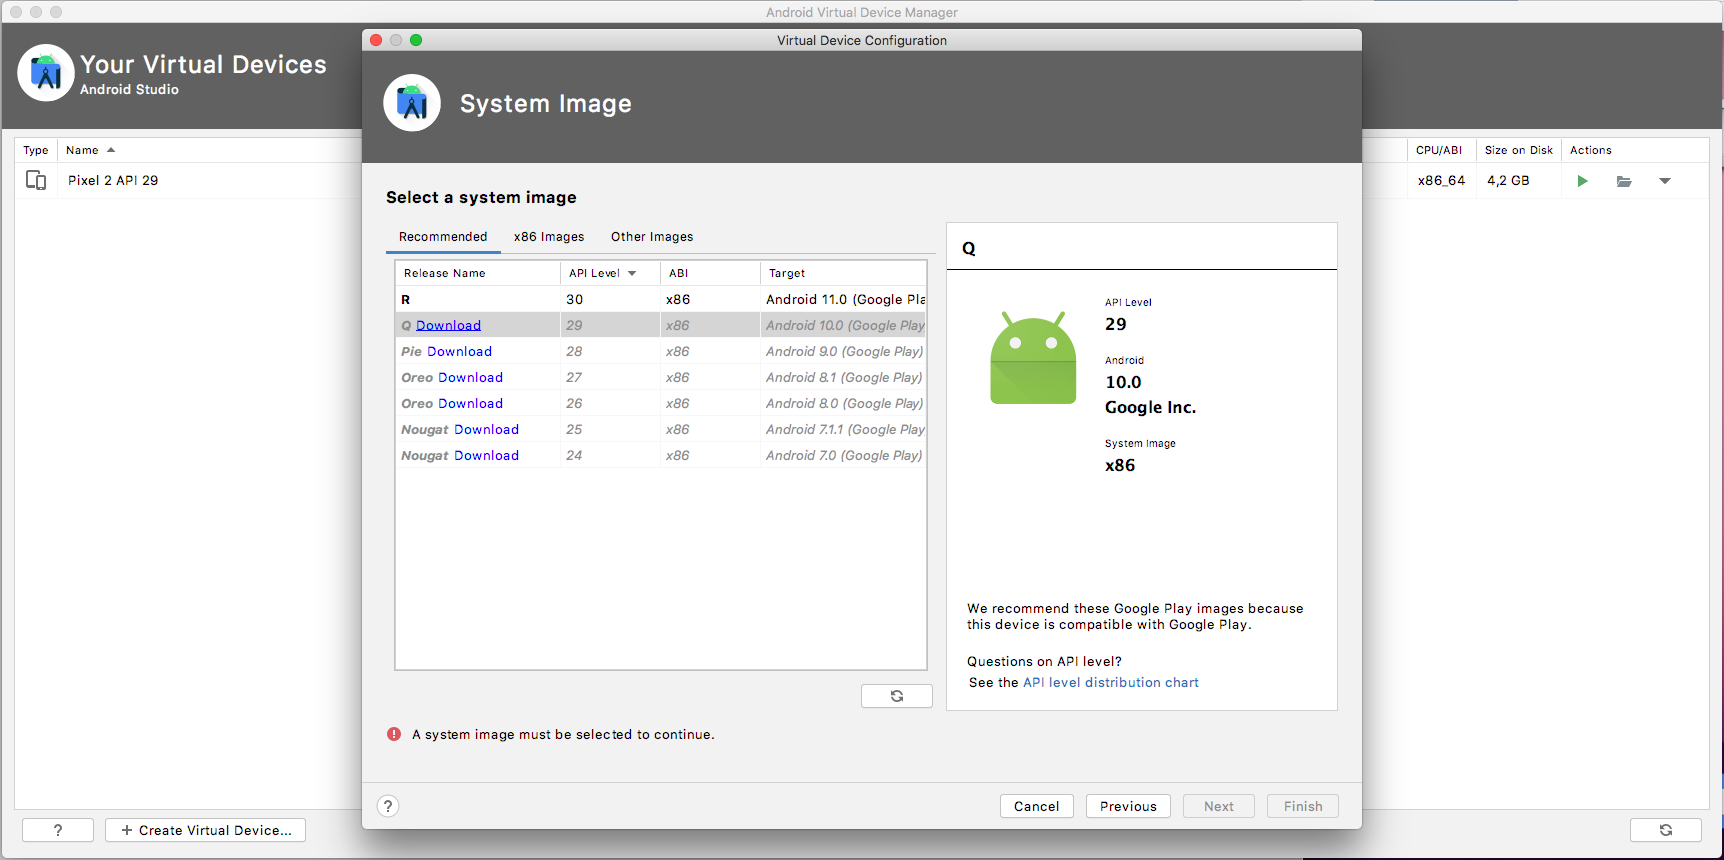 Android Virtual Device Manager
Your Virtual Devices
Android Studio
Type Name CPU/ABI Size on Disk Actions
Pixel 2 API 29 x86_64 4,2 GB
Virtual Device Configuration
System Image
Select a system image
Recommended x86 Images Other Images
Release Name API Level ABI Target
R 30 x86 Android 11.0 (Google Pla
Q Download 29 x86 Android 10.0 (Google Play
Pie Download 28 x86 Android 9.0 (Google Play)
Oreo Download 27 x86 Android 8.1 (Google Play)
Oreo Download 26 x86 Android 8.0 (Google Play)
Nougat Download 25 x86 Android 7.1.1 (Google Play
Nougat Download 24 x86 Android 7.0 (Google Play)
Q
API Level
29
Android
10.0
Google Inc.
System Image
x86
We recommend these Google Play images because
this device is compatible with Google Play.
Questions on API level?
See the API level distribution chart
! A system image must be selected to continue.
? Cancel Previous Next Finish
? + Create Virtual Device...